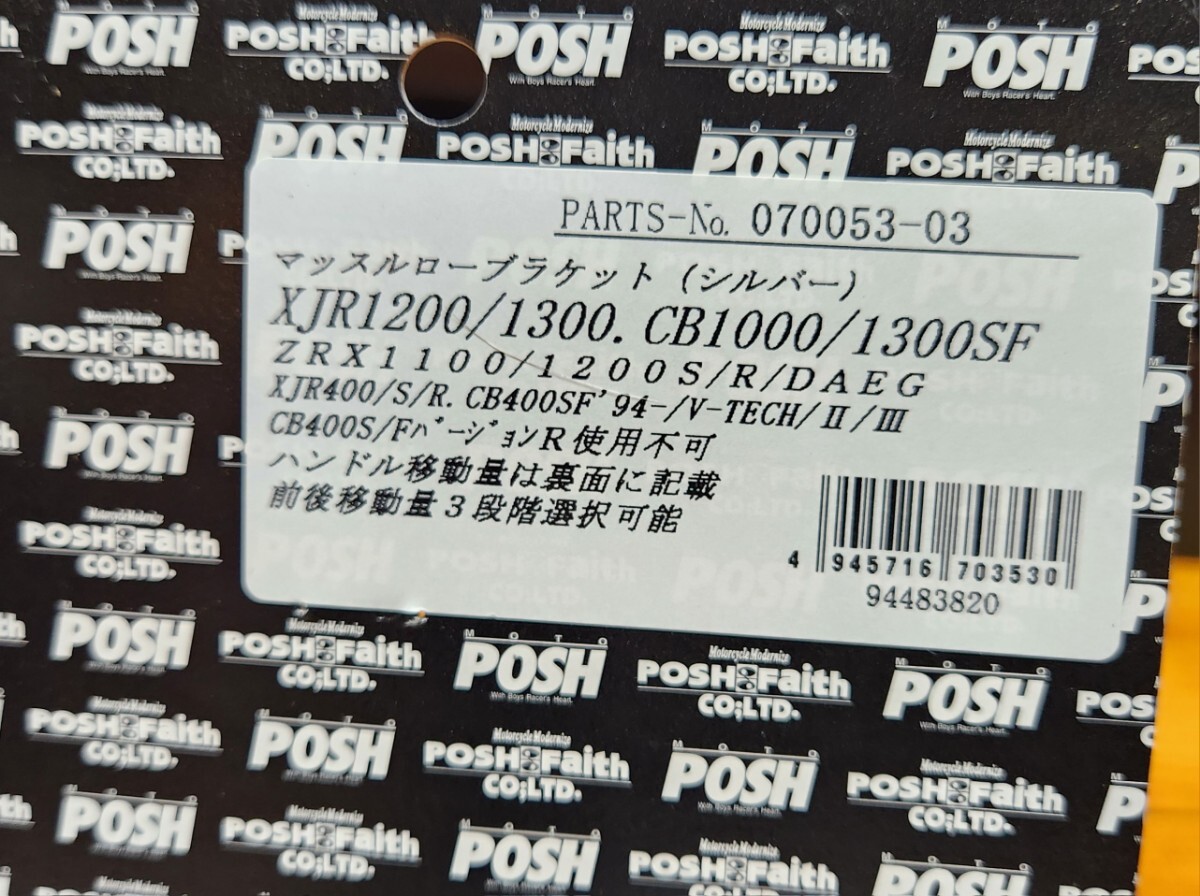 MOTO
POSH
With Boys Racer's Heart.
Motorcycle Modernize
POSH Faith
CO;LTD.
PARTS-No. 070053-03
マッスルローブラケット (シルバー)
XJR1200/1300. CB1000/1300SF
ZRX1100/1200S/R/DAEG
XJR400/S/R. CB400SF'94-/V-TECH/Ⅱ/Ⅲ
CB400S/FﾊﾞｰｼﾞｮﾝR使用不可
ハンドル移動量は裏面に記載
前後移動量3段階選択可能
4 945716 703530
94483820